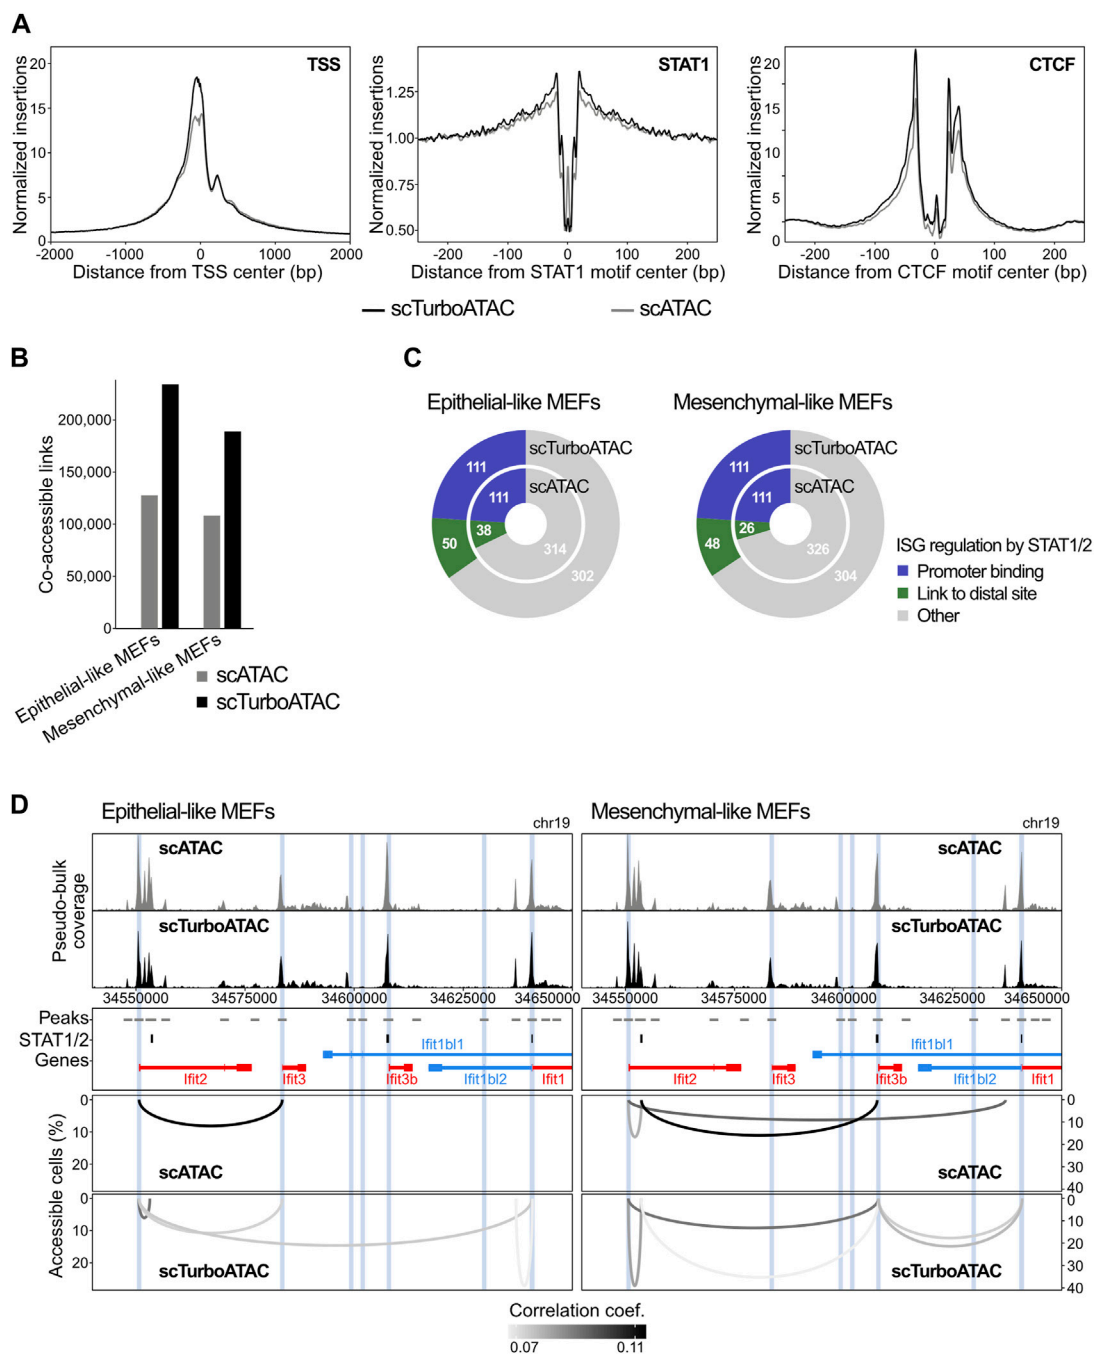 A
TSS
STAT1
CTCF
Normalized insertions
20
15
10
5
0
-2000 -1000 0 1000 2000
Distance from TSS center (bp)
Normalized insertions
1.25
1.00
0.75
0.50
-200 -100 0 100 200
Distance from STAT1 motif center (bp)
Normalized insertions
20
15
10
5
0
-200 -100 0 100 200
Distance from CTCF motif center (bp)
scTurboATAC scATAC
B
Co-accessible links
200,000
150,000
100,000
50,000
0
Epithelial-like MEFs
Mesenchymal-like MEFs
scATAC
scTurboATAC
C
Epithelial-like MEFs Mesenchymal-like MEFs
scTurboATAC
scATAC
111
111
38
50
314
302
scTurboATAC
scATAC
111
111
26
48
326
304
ISG regulation by STAT1/2
Promoter binding
Link to distal site
Other
D
Epithelial-like MEFs chr19 Mesenchymal-like MEFs chr19
Pseudo-bulk coverage
scATAC scATAC
scTurboATAC scTurboATAC
34550000 34575000 34600000 34625000 34650000 34550000 34575000 34600000 34625000 34650000
Peaks
STAT1/2
Genes
Ifit1bl1 Ifit1bl1
Ifit2 Ifit3 Ifit3b Ifit1bl2 Ifit1 Ifit2 Ifit3 Ifit3b Ifit1bl2 Ifit1
Accessible cells (%)
0
10
20
scATAC
0
10
20
30
40
scATAC
0
10
20
scTurboATAC
0
10
20
30
40
scTurboATAC
Correlation coef.
0.07 0.11